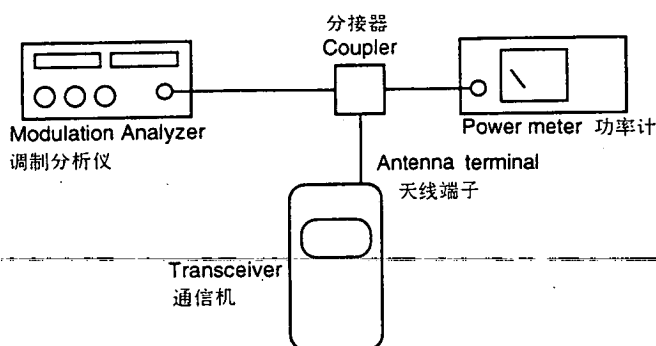 分接器
Coupler
Modulation Analyzer
调制分析仪
Power meter 功率计
Antenna terminal
天线端子
Transceiver
通信机